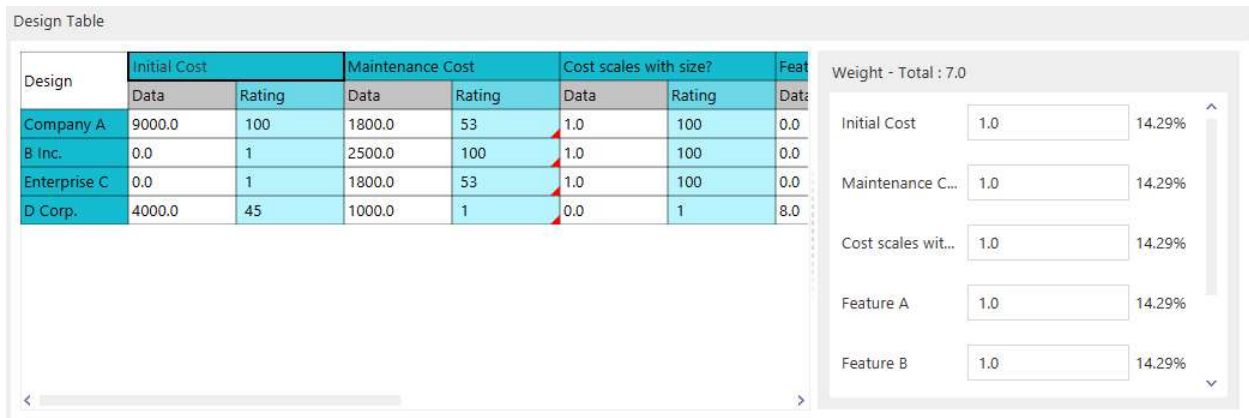 Design Table
Design Initial Cost Maintenance Cost Cost scales with size? Feat
Data Rating Data Rating Data Rating Data
Company A 9000.0 100 1800.0 53 1.0 100 0.0
B Inc. 0.0 1 2500.0 100 1.0 100 0.0
Enterprise C 0.0 1 1800.0 53 1.0 100 0.0
D Corp. 4000.0 45 1000.0 1 0.0 1 8.0
Weight - Total : 7.0
Initial Cost 1.0 14.29%
Maintenance C... 1.0 14.29%
Cost scales wit... 1.0 14.29%
Feature A 1.0 14.29%
Feature B 1.0 14.29%